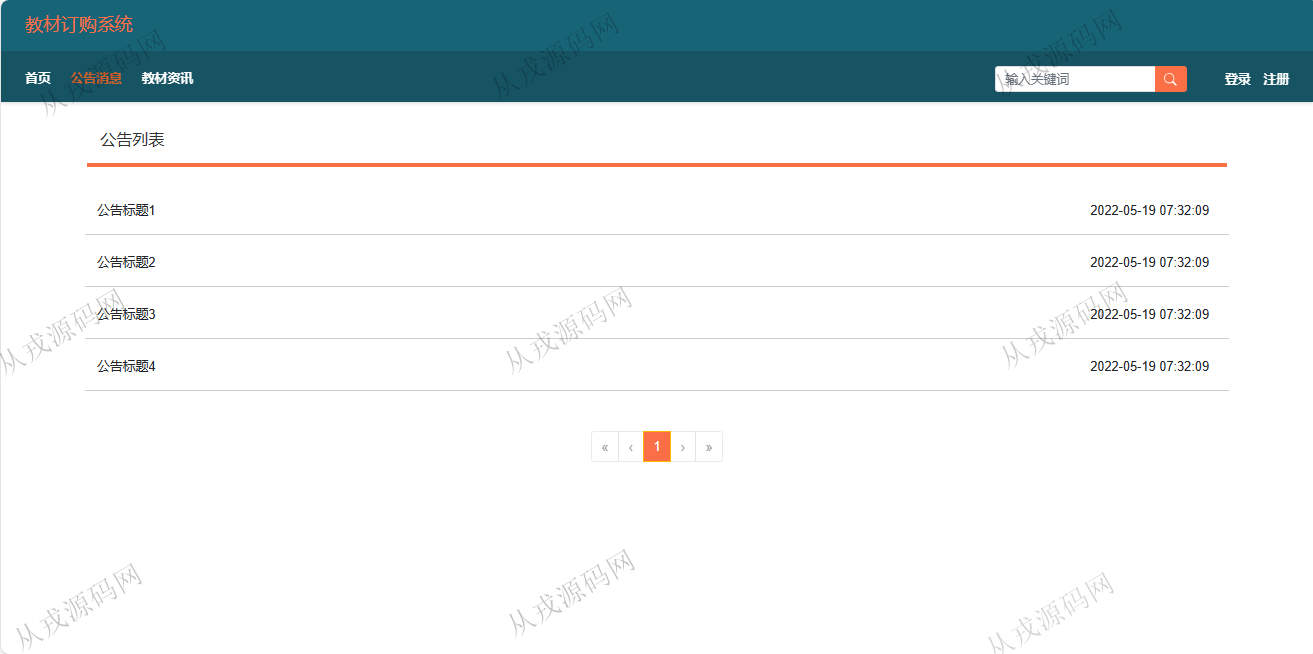 教材订购系统
首页 公告消息 教材资讯 输入关键词 登录 注册
公告列表
公告标题1 2022-05-19 07:32:09
公告标题2 2022-05-19 07:32:09
公告标题3 2022-05-19 07:32:09
公告标题4 2022-05-19 07:32:09
« ‹ 1 › »
从戎源码网
从戎源码网
从戎源码网
从戎源码网
从戎源码网
从戎源码网
从戎源码网
从戎源码网
从戎源码网